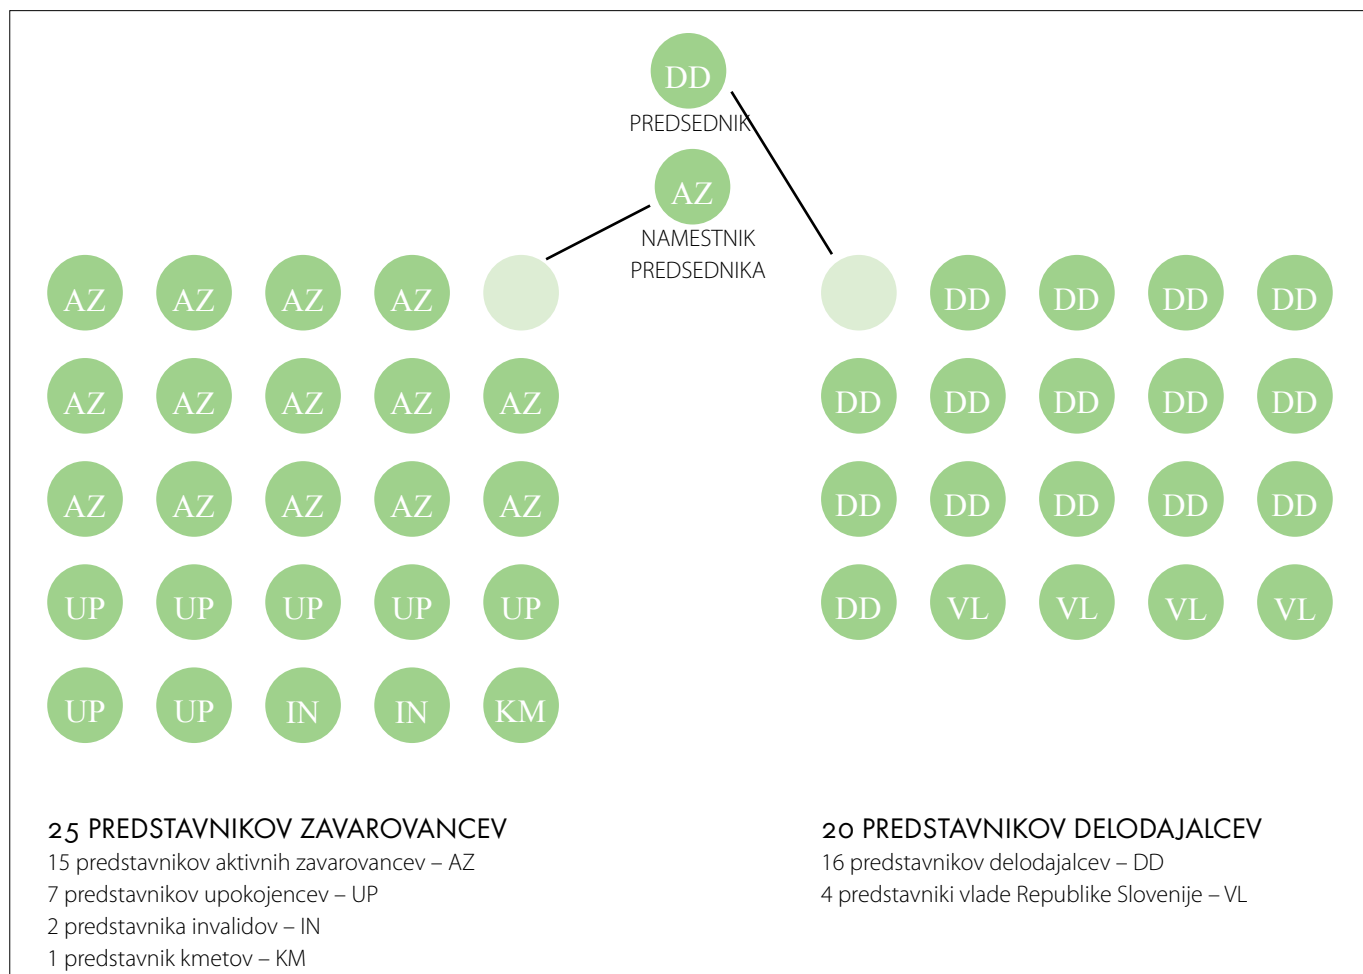 DD
PREDSEDNIK
AZ
NAMESTNIK
PREDSEDNIKA
AZ AZ AZ AZ DD DD DD DD
AZ AZ AZ AZ AZ DD DD DD DD DD
AZ AZ AZ AZ AZ DD DD DD DD DD
UP UP UP UP UP DD VL VL VL VL
UP UP IN IN KM
25 PREDSTAVNIKOV ZAVAROVANCEV
15 predstavnikov aktivnih zavarovancev – AZ
7 predstavnikov upokojencev – UP
2 predstavnika invalidov – IN
1 predstavnik kmetov – KM
20 PREDSTAVNIKOV DELODAJALCEV
16 predstavnikov delodajalcev – DD
4 predstavniki vlade Republike Slovenije – VL